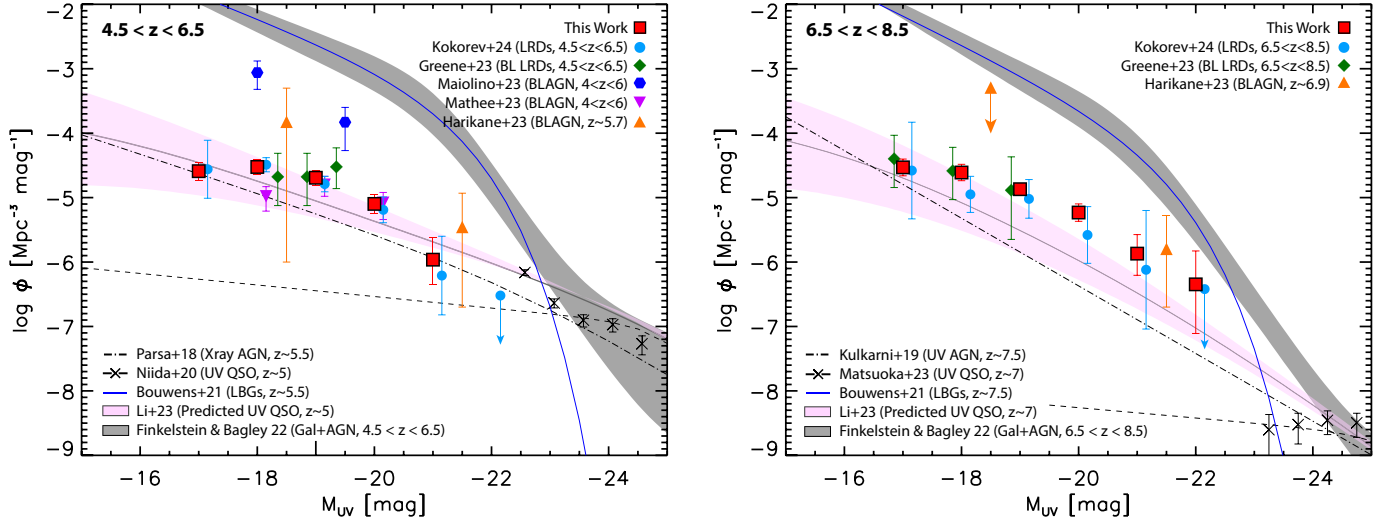 4.5 < z < 6.5
This Work
Kokorev+24 (LRDs, 4.5<z<6.5)
Greene+23 (BL LRDs, 4.5<z<6.5)
Maiolino+23 (BLAGN, 4<z<6)
Mathee+23 (BLAGN, 4<z<6)
Harikane+23 (BLAGN, z~5.7)
−2
−3
−4
−5
−6
−7
−8
−9
log ϕ [Mpc⁻³ mag⁻¹]
Parsa+18 (Xray AGN, z~5.5)
Niida+20 (UV QSO, z~5)
Bouwens+21 (LBGs, z~5.5)
Li+23 (Predicted UV QSO, z~5)
Finkelstein & Bagley 22 (Gal+AGN, 4.5 < z < 6.5)
−16 −18 −20 −22 −24
M_UV [mag]
6.5 < z < 8.5
This Work
Kokorev+24 (LRDs, 6.5<z<8.5)
Greene+23 (BL LRDs, 6.5<z<8.5)
Harikane+23 (BLAGN, z~6.9)
−2
−3
−4
−5
−6
−7
−8
−9
log ϕ [Mpc⁻³ mag⁻¹]
Kulkarni+19 (UV AGN, z~7.5)
Matsuoka+23 (UV QSO, z~7)
Bouwens+21 (LBGs, z~7.5)
Li+23 (Predicted UV QSO, z~7)
Finkelstein & Bagley 22 (Gal+AGN, 6.5 < z < 8.5)
−16 −18 −20 −22 −24
M_UV [mag]